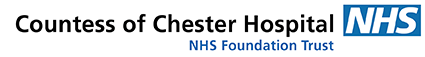 Countess of Chester Hospital NHS
NHS Foundation Trust